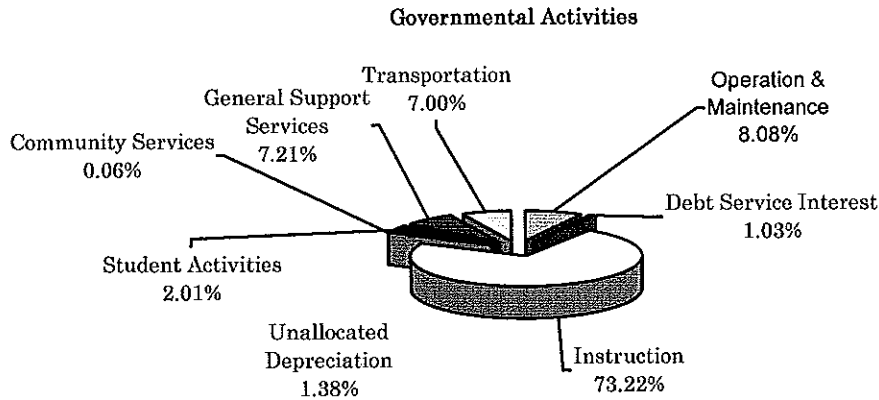 Governmental Activities
Transportation
7.00%
Operation &
Maintenance
8.08%
General Support
Services
7.21%
Community Services
0.06%
Debt Service Interest
1.03%
Student Activities
2.01%
Unallocated
Depreciation
1.38%
Instruction
73.22%